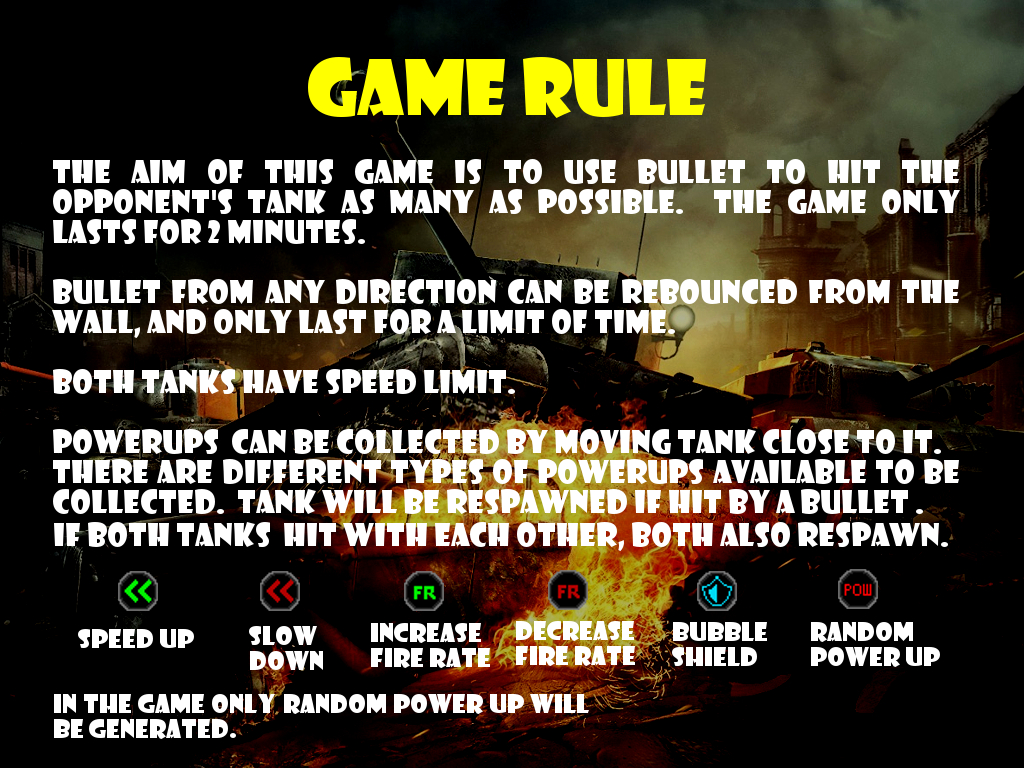 GAME RULE
THE AIM OF THIS GAME IS TO USE BULLET TO HIT THE
OPPONENT'S TANK AS MANY AS POSSIBLE. THE GAME ONLY
LASTS FOR 2 MINUTES.
BULLET FROM ANY DIRECTION CAN BE REBOUNCED FROM THE
WALL, AND ONLY LAST FOR A LIMIT OF TIME.
BOTH TANKS HAVE SPEED LIMIT.
POWERUPS CAN BE COLLECTED BY MOVING TANK CLOSE TO IT.
THERE ARE DIFFERENT TYPES OF POWERUPS AVAILABLE TO BE
COLLECTED. TANK WILL BE RESPAWNED IF HIT BY A BULLET .
IF BOTH TANKS HIT WITH EACH OTHER, BOTH ALSO RESPAWN.
FR FR POW
SPEED UP
SLOW
DOWN
INCREASE
FIRE RATE
DECREASE
FIRE RATE
BUBBLE
SHIELD
RANDOM
POWER UP
IN THE GAME ONLY RANDOM POWER UP WILL
BE GENERATED.